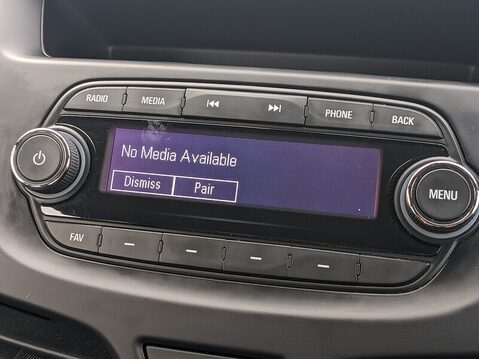 RADIO MEDIA PHONE BACK
No Media Available
Dismiss Pair
MENU
FAV